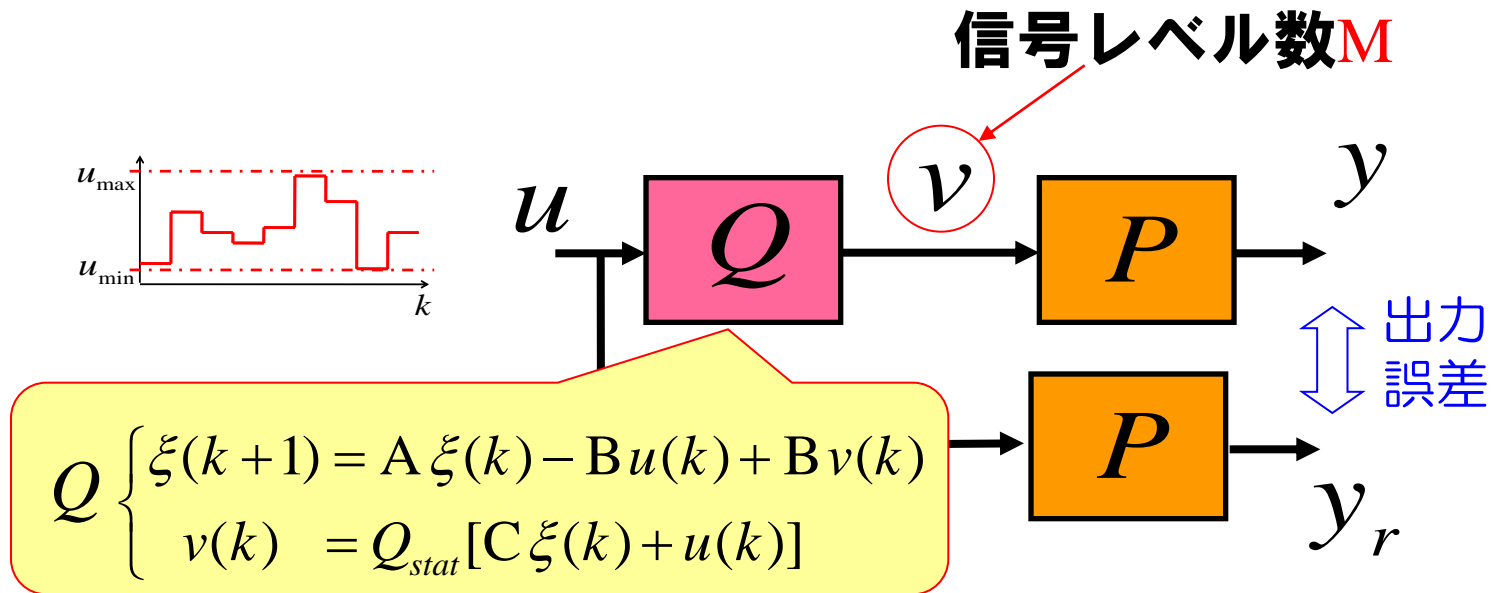 信号レベル数M
u_max
u_min
k
u
Q
v
P
y
出力
誤差
P
y_r
Q { ξ(k+1) = A ξ(k) − B u(k) + B v(k)
v(k) = Q_stat [C ξ(k) + u(k)]